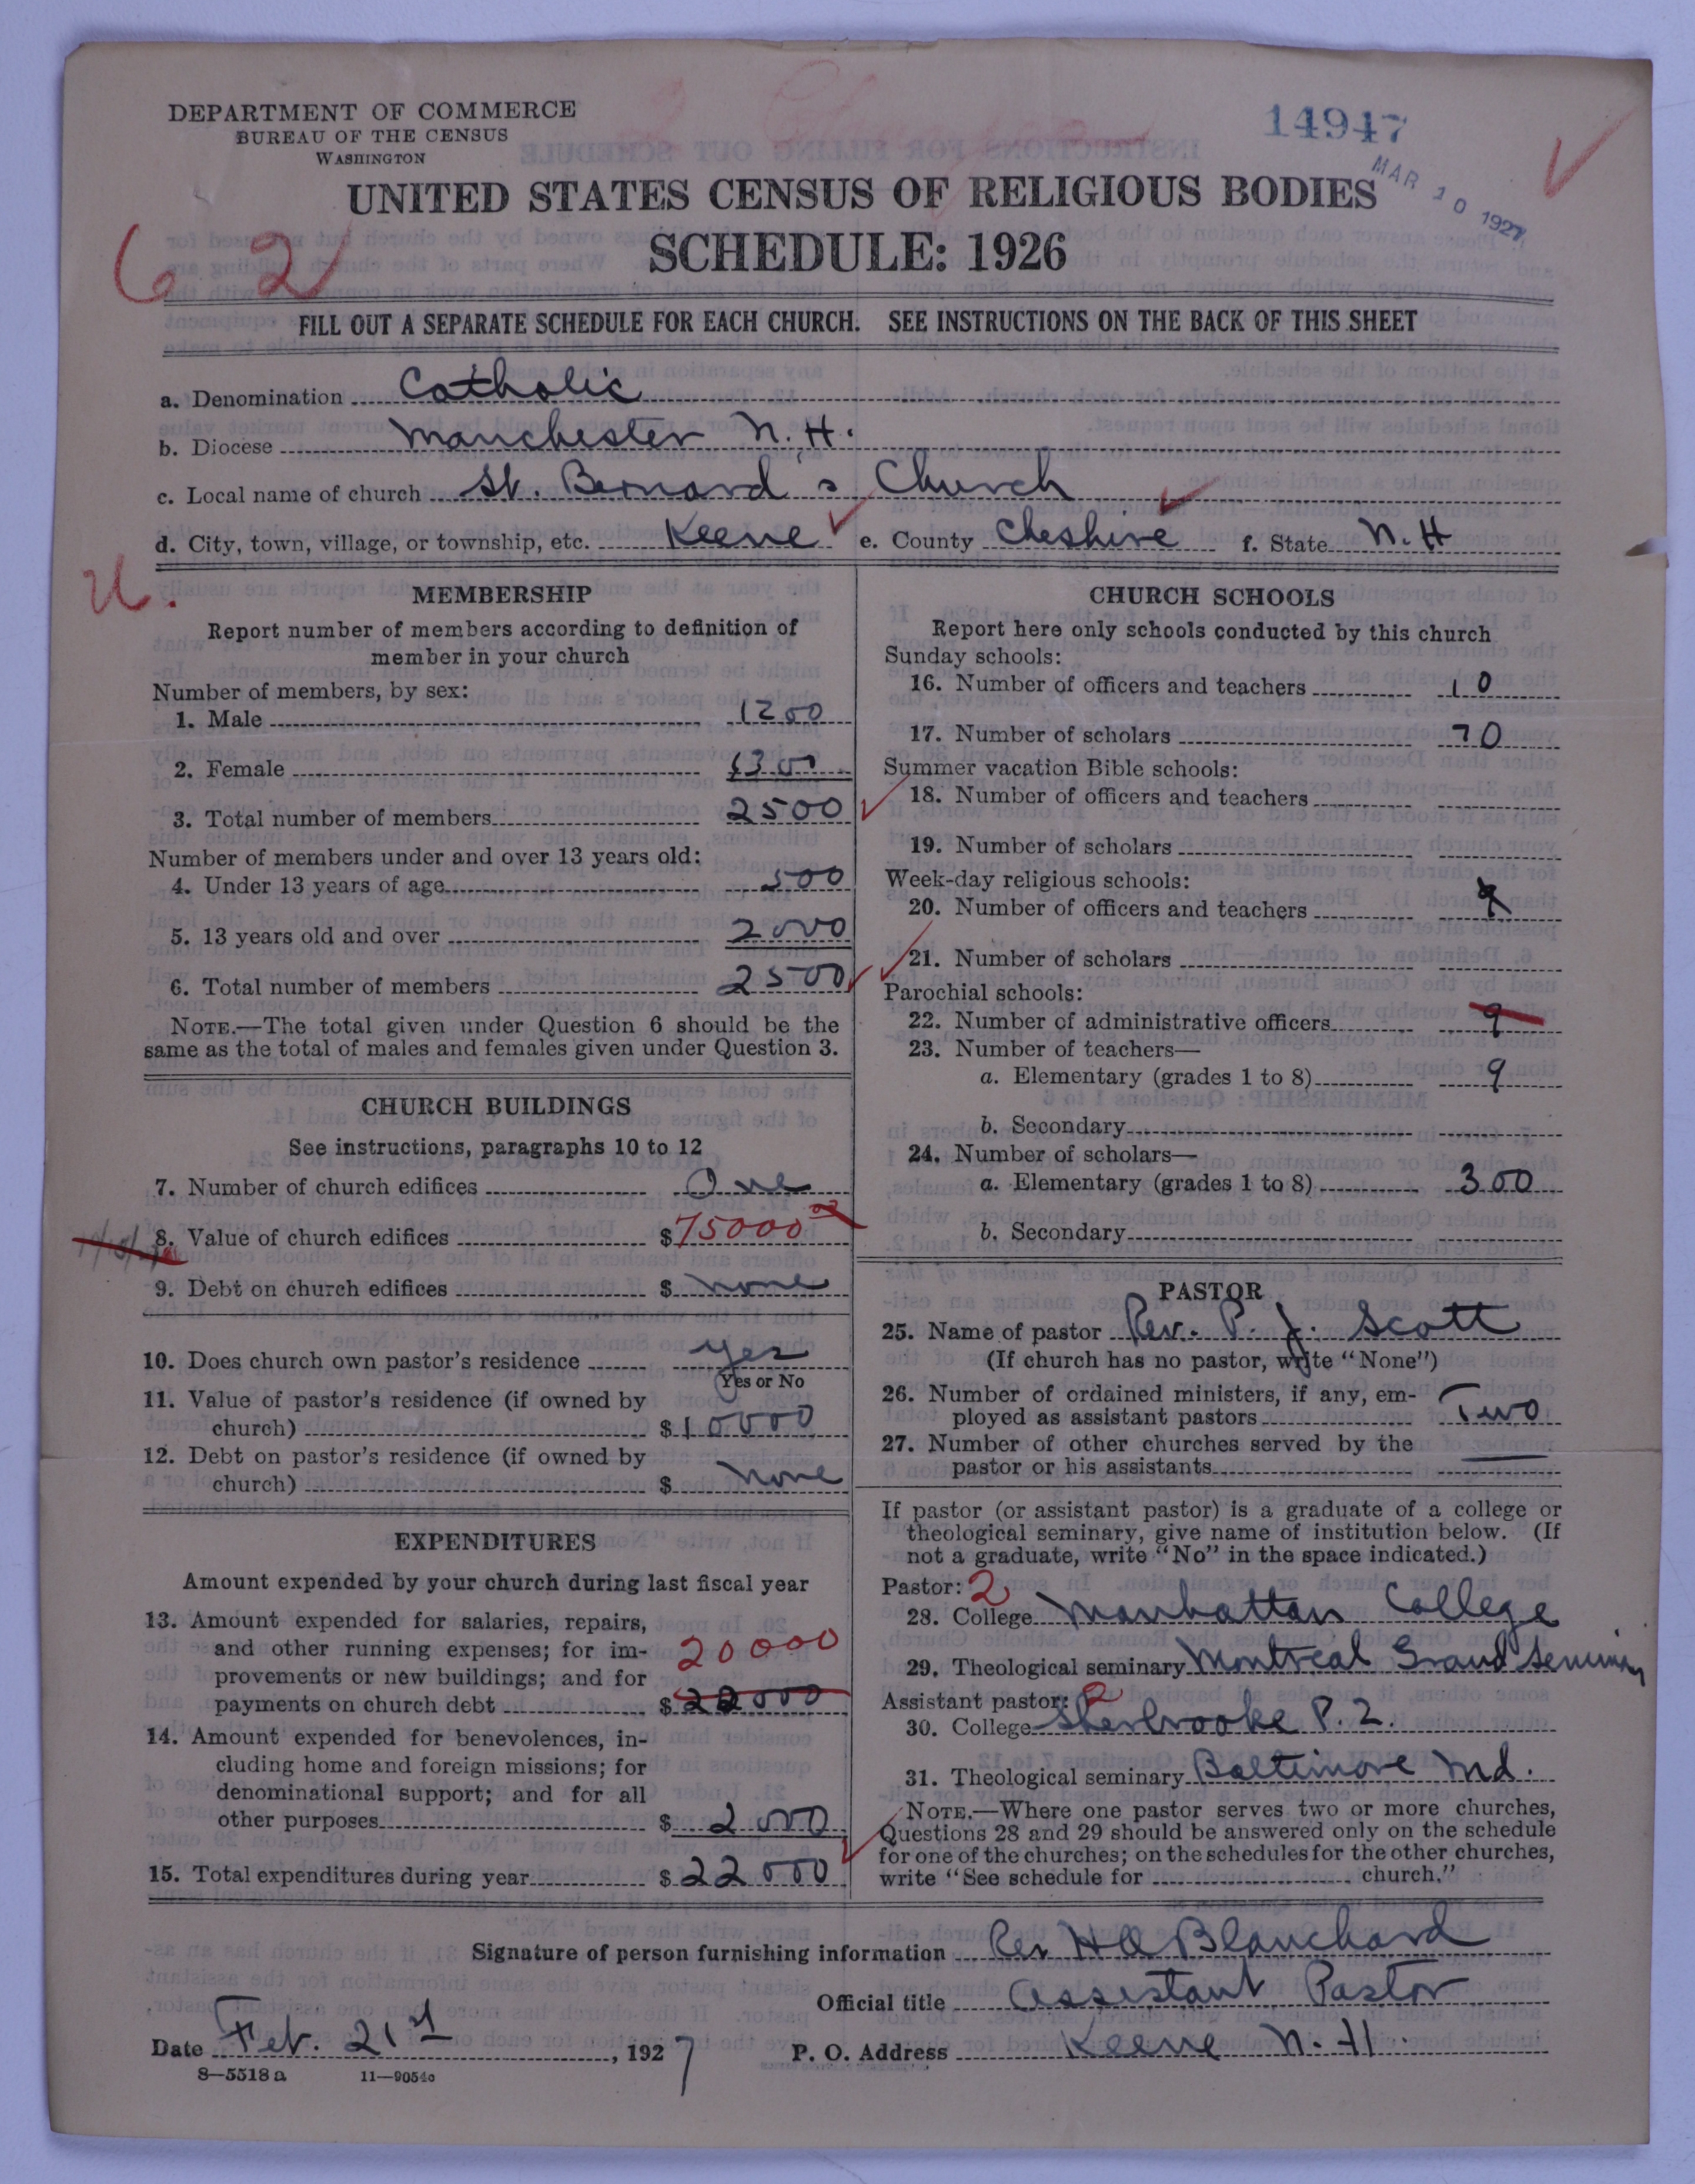 DEPARTMENT OF COMMERCE
BUREAU OF THE CENSUS
WASHINGTON
14947
MAR 10 1927
UNITED STATES CENSUS OF RELIGIOUS BODIES
SCHEDULE: 1926
62
FILL OUT A SEPARATE SCHEDULE FOR EACH CHURCH. SEE INSTRUCTIONS ON THE BACK OF THIS SHEET
a. Denomination Catholic
b. Diocese Manchester N.H.
c. Local name of church St. Bernard's Church
d. City, town, village, or township, etc. Keene e. County Cheshire f. State N.H
U.
MEMBERSHIP
Report number of members according to definition of
member in your church
Number of members, by sex:
1. Male 1200
2. Female 1300
3. Total number of members 2500
Number of members under and over 13 years old:
4. Under 13 years of age 500
5. 13 years old and over 2000
6. Total number of members 2500
NOTE.—The total given under Question 6 should be the
same as the total of males and females given under Question 3.
CHURCH BUILDINGS
See instructions, paragraphs 10 to 12
7. Number of church edifices One
8. Value of church edifices $75000 00
9. Debt on church edifices $ none
10. Does church own pastor's residence yes
Yes or No
11. Value of pastor's residence (if owned by
church) $10000
12. Debt on pastor's residence (if owned by
church) $ none
EXPENDITURES
Amount expended by your church during last fiscal year
13. Amount expended for salaries, repairs,
and other running expenses; for im-
provements or new buildings; and for
20000
payments on church debt $22000
14. Amount expended for benevolences, in-
cluding home and foreign missions; for
denominational support; and for all
other purposes $ 2000
15. Total expenditures during year $22000
CHURCH SCHOOLS
Report here only schools conducted by this church
Sunday schools:
16. Number of officers and teachers 10
17. Number of scholars 70
Summer vacation Bible schools:
18. Number of officers and teachers
19. Number of scholars
Week-day religious schools:
20. Number of officers and teachers
21. Number of scholars
Parochial schools:
22. Number of administrative officers 9
23. Number of teachers—
a. Elementary (grades 1 to 8) 9
b. Secondary
24. Number of scholars—
a. Elementary (grades 1 to 8) 300
b. Secondary
PASTOR
25. Name of pastor Rev. P. J. Scott
(If church has no pastor, write "None")
26. Number of ordained ministers, if any, em-
ployed as assistant pastors Two
27. Number of other churches served by the
pastor or his assistants
If pastor (or assistant pastor) is a graduate of a college or
theological seminary, give name of institution below. (If
not a graduate, write "No" in the space indicated.)
Pastor: 2
28. College Manhattan College
29. Theological seminary Montreal Grand Seminary
Assistant pastor: 2
30. College Sherbrooke P.Q.
31. Theological seminary Baltimore Md.
NOTE.—Where one pastor serves two or more churches,
Questions 28 and 29 should be answered only on the schedule
for one of the churches; on the schedules for the other churches,
write "See schedule for church."
Signature of person furnishing information Rev H A Blanchard
Official title Assistant Pastor
Date Feb. 21st, 1927 P. O. Address Keene N.H.
8—5518a 11—9054c